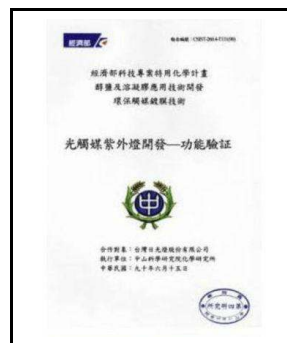 經濟部
經濟部科技專案特用化學計畫
醇鹽及溶凝膠應用技術開發
環保觸媒鍍膜技術
光觸媒紫外燈開發—功能驗証
中
合作對象：台灣日光燈股份有限公司
執行單位：中山科學研究院化學研究所
中華民國：九十年六月十五日